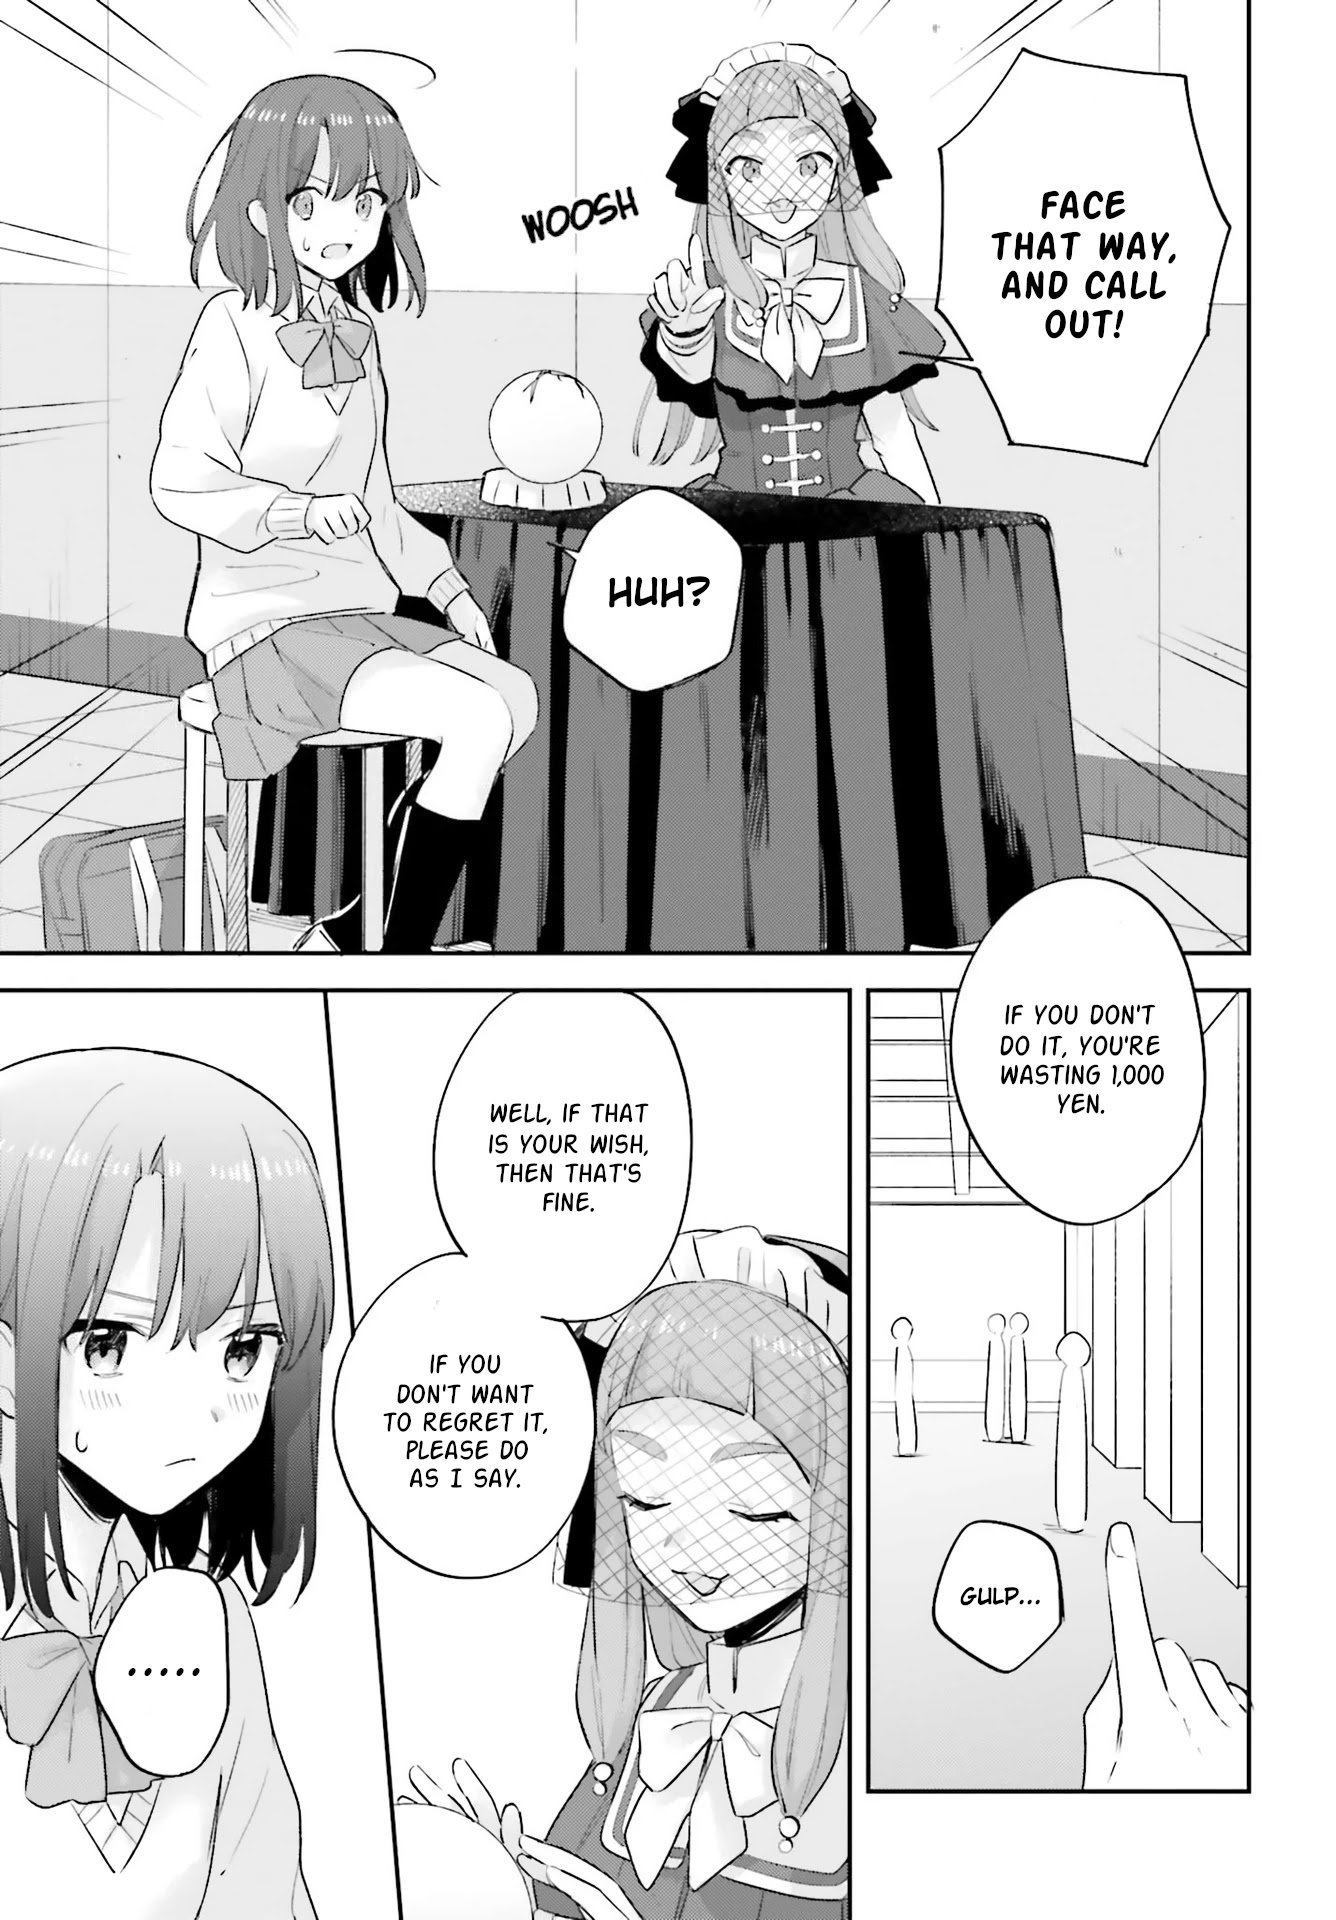 FACE
THAT WAY,
AND CALL
OUT!
WOOSH
HUH?
IF YOU DON'T
DO IT, YOU'RE
WASTING 1,000
YEN.
GULP...
WELL, IF THAT
IS YOUR WISH,
THEN THAT'S
FINE.
IF YOU
DON'T WANT
TO REGRET IT,
PLEASE DO
AS I SAY.
.....